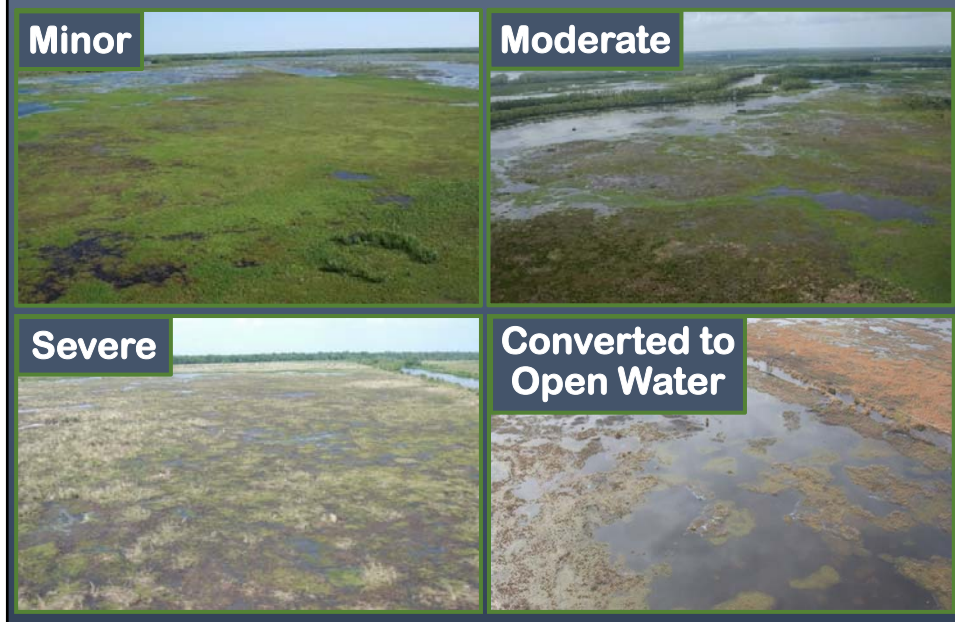 Minor
Moderate
Severe
Converted to
Open Water